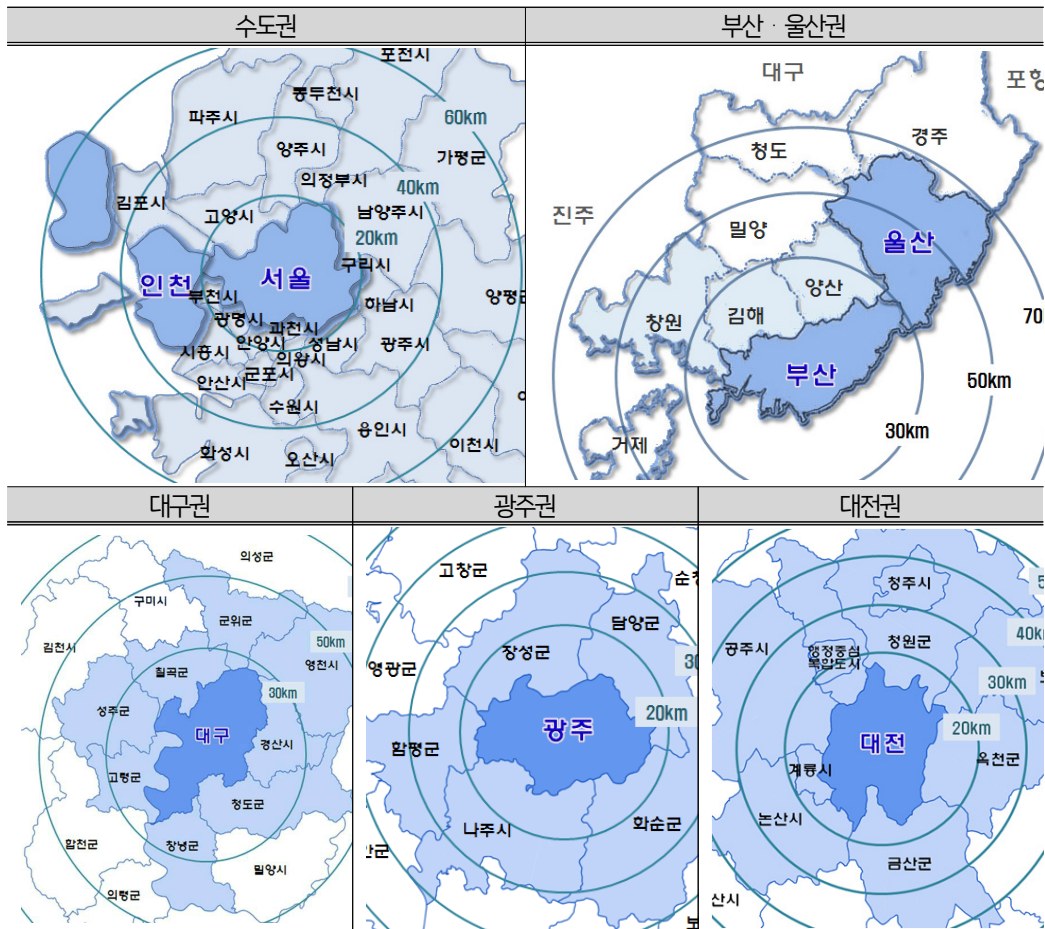 수도권
부산 · 울산권
포천시
동두천시
파주시
60km
양주시
가평군
의정부시
40km
김포시
고양시
남양주시
20km
구리시
인천
서울
부천시
하남시
양평군
광명시
과천시
안양시
성남시
시흥시
의왕시
광주시
군포시
안산시
수원시
용인시
이천시
화성시
오산시
대구
포항
경주
청도
진주
밀양
울산
양산
창원
김해
70
부산
50km
30km
거제
대구권
광주권
대전권
의성군
구미시
군위군
김천시
50km
영천시
칠곡군
30km
성주군
대구
경산시
고령군
청도군
합천군
창녕군
밀양시
의령군
고창군
순창
담양군
장성군
영광군
30
20km
광주
함평군
나주시
화순군
청주시
5
공주시
청원군
40km
행정중심
복합도시
30km
20km
대전
계룡시
옥천군
논산시
금산군
산시